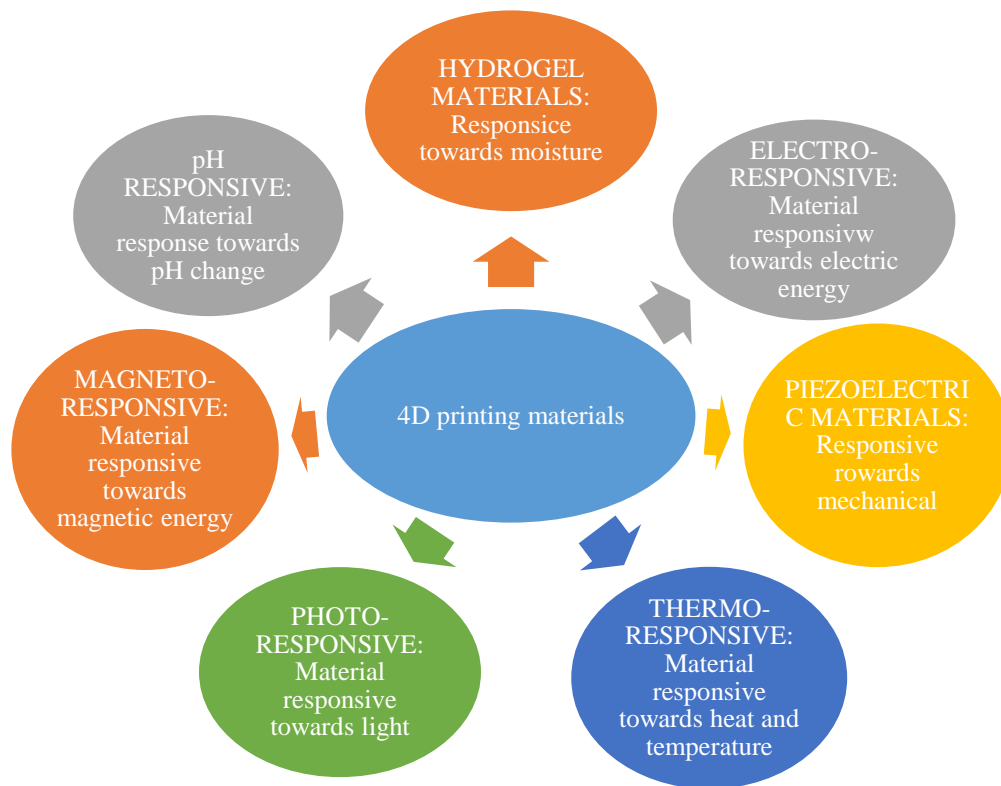 HYDROGEL
MATERIALS:
Responsice
towards moisture
ELECTRO-
RESPONSIVE:
Material
responsivw
towards electric
energy
PIEZOELECTRI
C MATERIALS:
Responsive
rowards
mechanical
THERMO-
RESPONSIVE:
Material
responsive
towards heat and
temperature
PHOTO-
RESPONSIVE:
Material
responsive
towards light
MAGNETO-
RESPONSIVE:
Material
responsive
towards
magnetic energy
pH
RESPONSIVE:
Material
response towards
pH change
4D printing materials